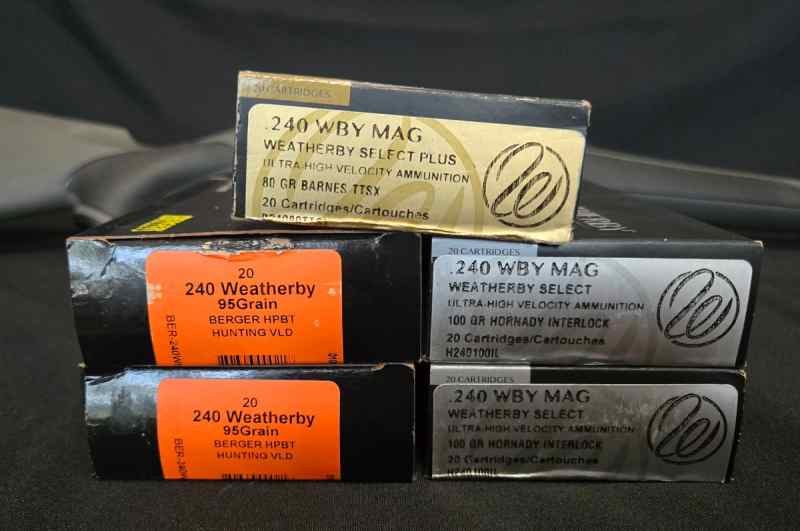 20 CARTRIDGES
.240 WBY MAG
WEATHERBY SELECT PLUS
ULTRA-HIGH VELOCITY AMMUNITION
80 GR BARNES TTSX
20 Cartridges/Cartouches
20
240 Weatherby
95Grain
BERGER HPBT
HUNTING VLD
20 CARTRIDGES
.240 WBY MAG
WEATHERBY SELECT
ULTRA-HIGH VELOCITY AMMUNITION
100 GR HORNADY INTERLOCK
20 Cartridges/Cartouches
H240100IL
20
240 Weatherby
95Grain
BERGER HPBT
HUNTING VLD
20 CARTRIDGES
.240 WBY MAG
WEATHERBY SELECT
ULTRA-HIGH VELOCITY AMMUNITION
100 GR HORNADY INTERLOCK
20 Cartridges/Cartouches
H240100IL